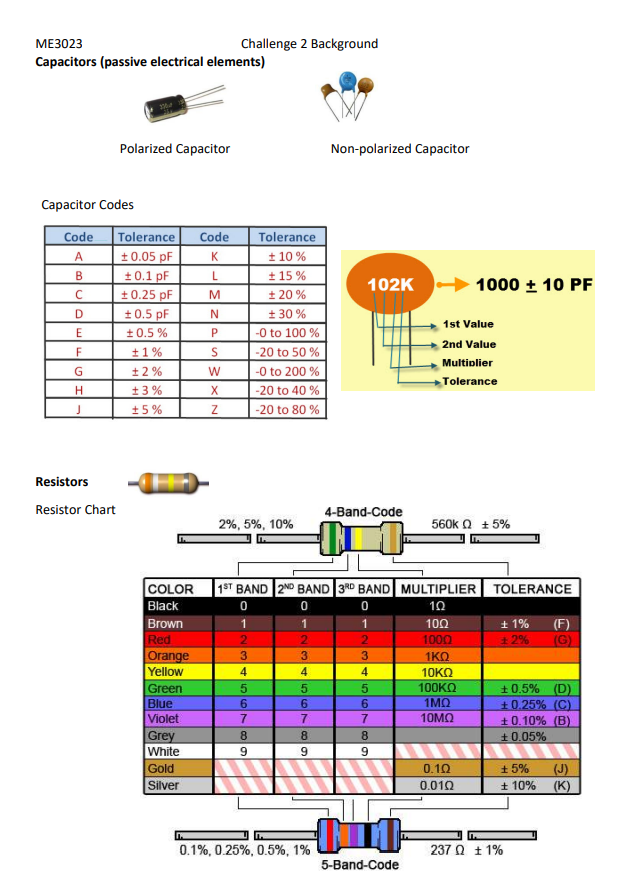 ME3023 Challenge 2 Background
Capacitors (passive electrical elements)
Polarized Capacitor Non-polarized Capacitor
Capacitor Codes
Code Tolerance Code Tolerance
A ± 0.05 pF K ± 10 %
B ± 0.1 pF L ± 15 %
C ± 0.25 pF M ± 20 %
D ± 0.5 pF N ± 30 %
E ± 0.5 % P -0 to 100 %
F ± 1 % S -20 to 50 %
G ± 2 % W -0 to 200 %
H ± 3 % X -20 to 40 %
J ± 5 % Z -20 to 80 %
102K 1000 ± 10 PF
1st Value
2nd Value
Multiplier
Tolerance
Resistors
Resistor Chart
4-Band-Code
2%, 5%, 10% 560k Ω ± 5%
COLOR 1ST BAND 2ND BAND 3RD BAND MULTIPLIER TOLERANCE
Black 0 0 0 1Ω
Brown 1 1 1 10Ω ± 1% (F)
Red 2 2 2 100Ω ± 2% (G)
Orange 3 3 3 1KΩ
Yellow 4 4 4 10KΩ
Green 5 5 5 100KΩ ± 0.5% (D)
Blue 6 6 6 1MΩ ± 0.25% (C)
Violet 7 7 7 10MΩ ± 0.10% (B)
Grey 8 8 8 ± 0.05%
White 9 9 9
Gold 0.1Ω ± 5% (J)
Silver 0.01Ω ± 10% (K)
0.1%, 0.25%, 0.5%, 1% 237 Ω ± 1%
5-Band-Code